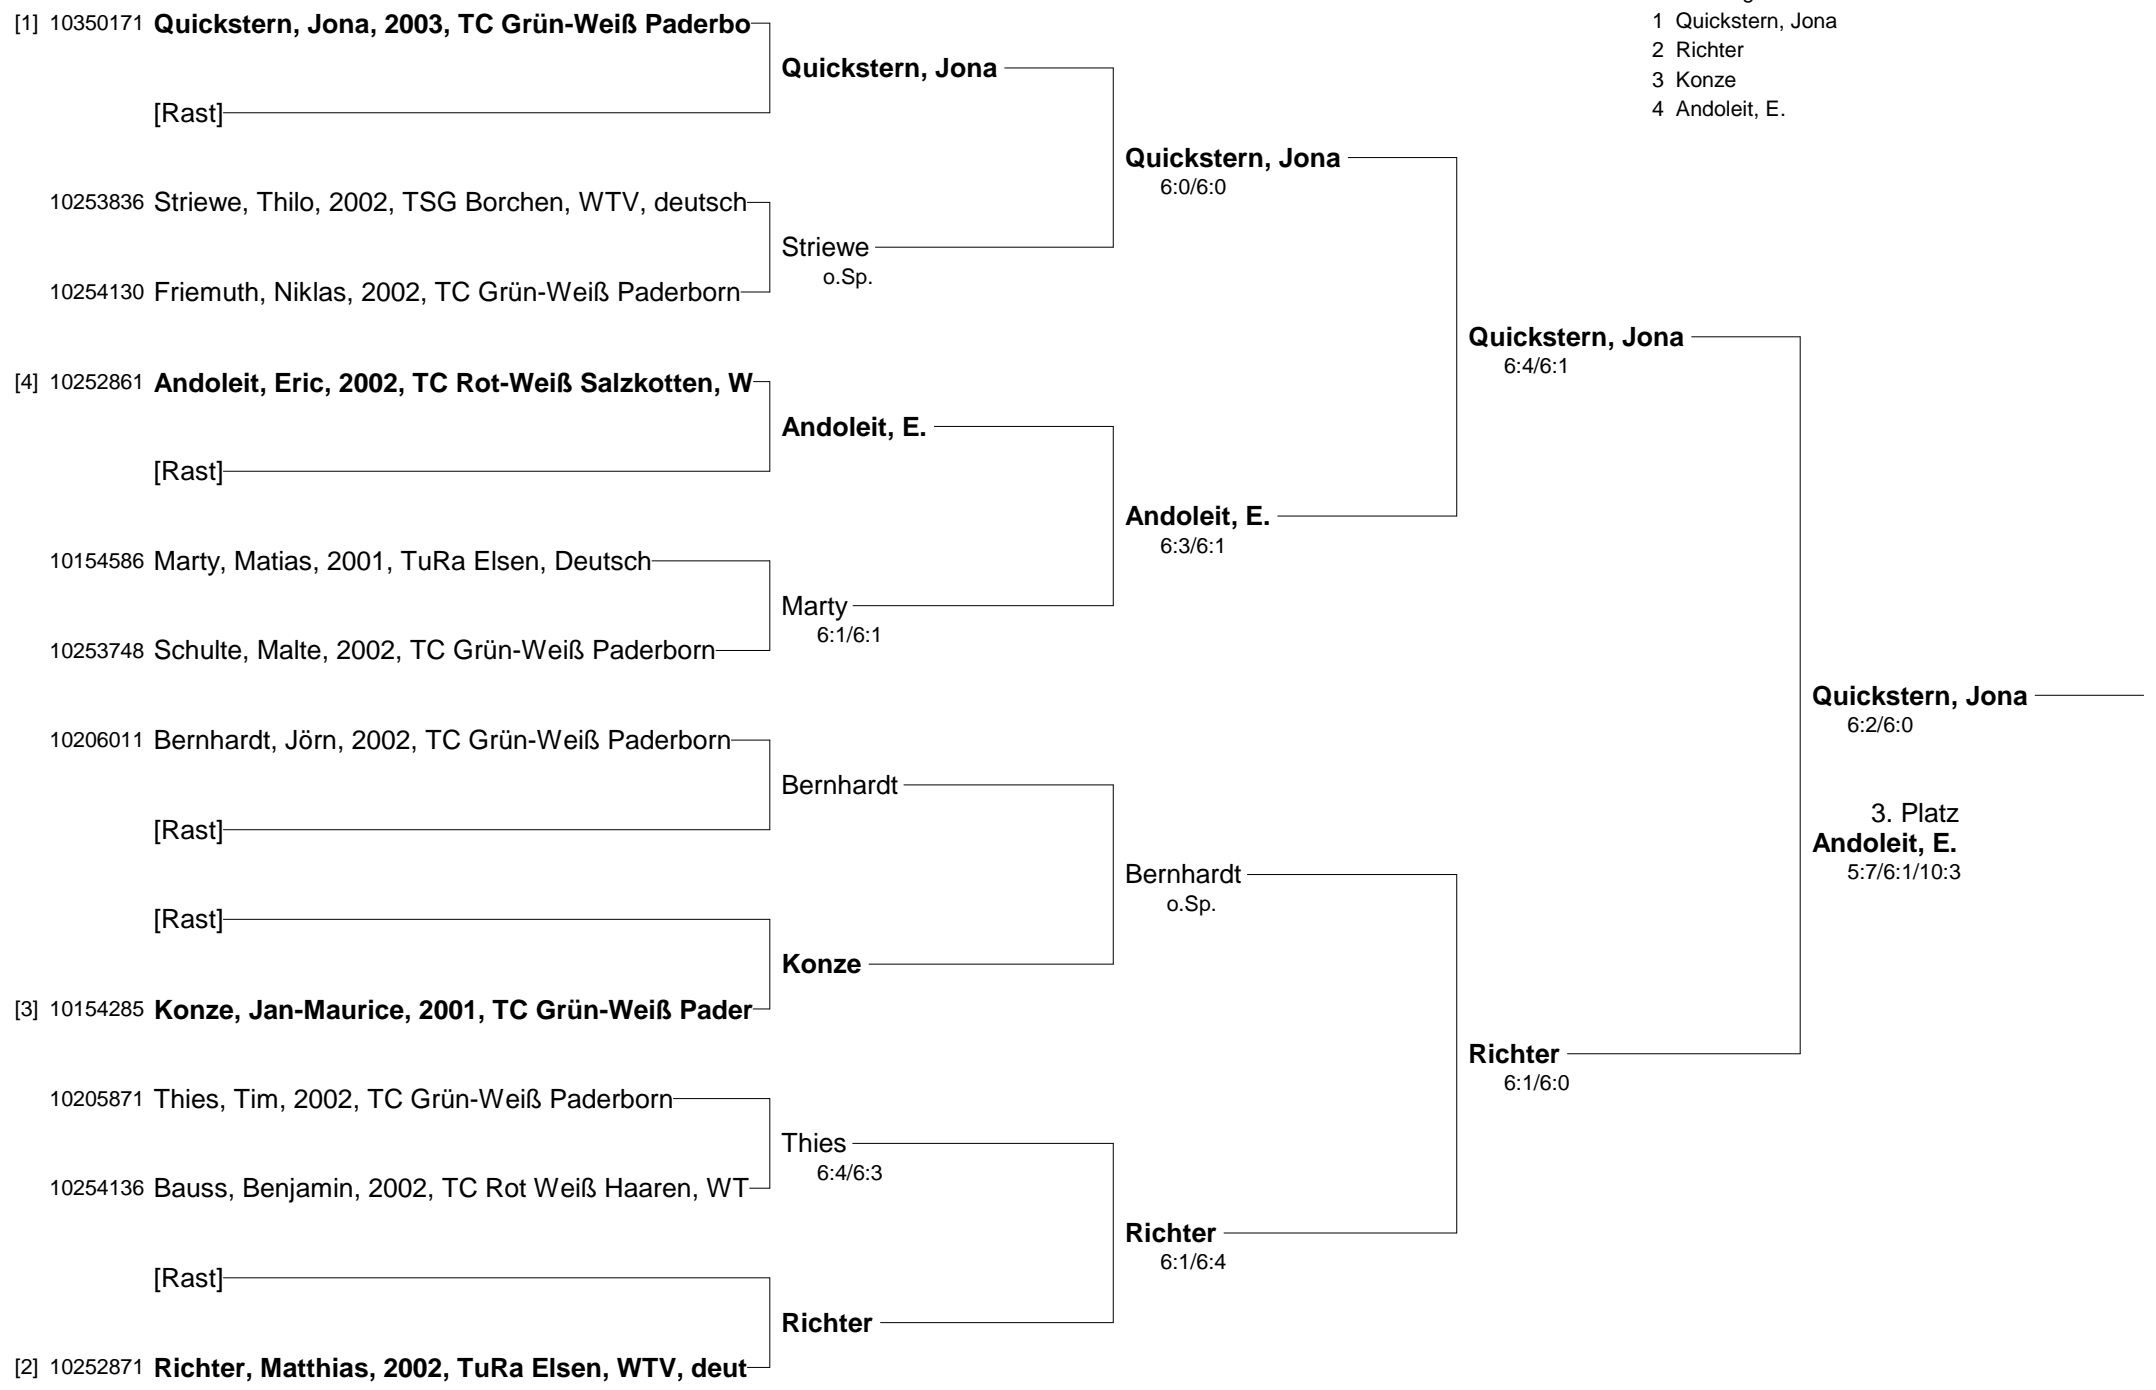 1 Quickstern, Jona
2 Richter
3 Konze
4 Andoleit, E.
[1] 10350171 Quickstern, Jona, 2003, TC Grün-Weiß Paderbo
Quickstern, Jona
[Rast]
Quickstern, Jona
6:0/6:0
10253836 Striewe, Thilo, 2002, TSG Borchen, WTV, deutsch
Striewe
o.Sp.
10254130 Friemuth, Niklas, 2002, TC Grün-Weiß Paderborn
Quickstern, Jona
6:4/6:1
[4] 10252861 Andoleit, Eric, 2002, TC Rot-Weiß Salzkotten, W
Andoleit, E.
[Rast]
Andoleit, E.
6:3/6:1
10154586 Marty, Matias, 2001, TuRa Elsen, Deutsch
Marty
6:1/6:1
10253748 Schulte, Malte, 2002, TC Grün-Weiß Paderborn
Quickstern, Jona
6:2/6:0
10206011 Bernhardt, Jörn, 2002, TC Grün-Weiß Paderborn
Bernhardt
[Rast]
3. Platz
Andoleit, E.
5:7/6:1/10:3
Bernhardt
o.Sp.
[Rast]
Konze
[3] 10154285 Konze, Jan-Maurice, 2001, TC Grün-Weiß Pader
Richter
6:1/6:0
10205871 Thies, Tim, 2002, TC Grün-Weiß Paderborn
Thies
6:4/6:3
10254136 Bauss, Benjamin, 2002, TC Rot Weiß Haaren, WT
Richter
6:1/6:4
[Rast]
Richter
[2] 10252871 Richter, Matthias, 2002, TuRa Elsen, WTV, deut